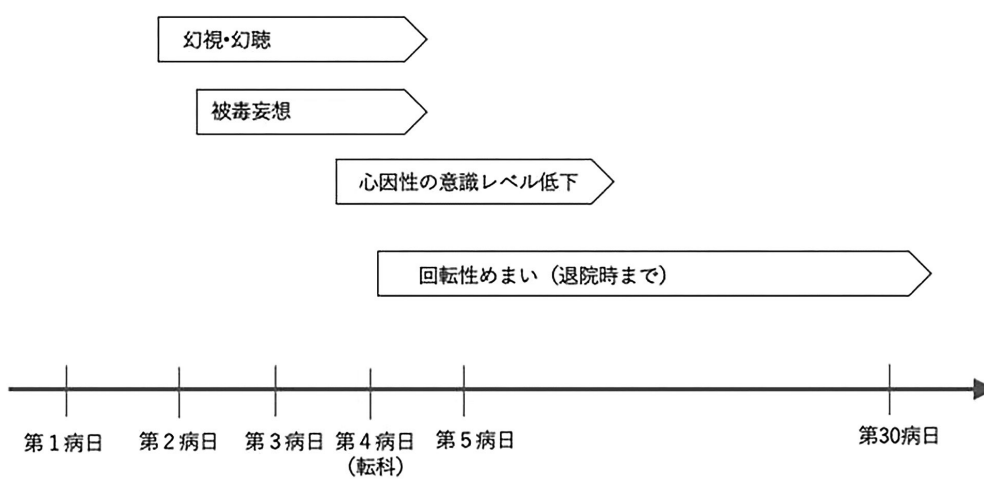 幻視・幻聴
被毒妄想
心因性の意識レベル低下
回転性めまい（退院時まで）
第１病日
第２病日
第３病日
第４病日
（転科）
第５病日
第30病日